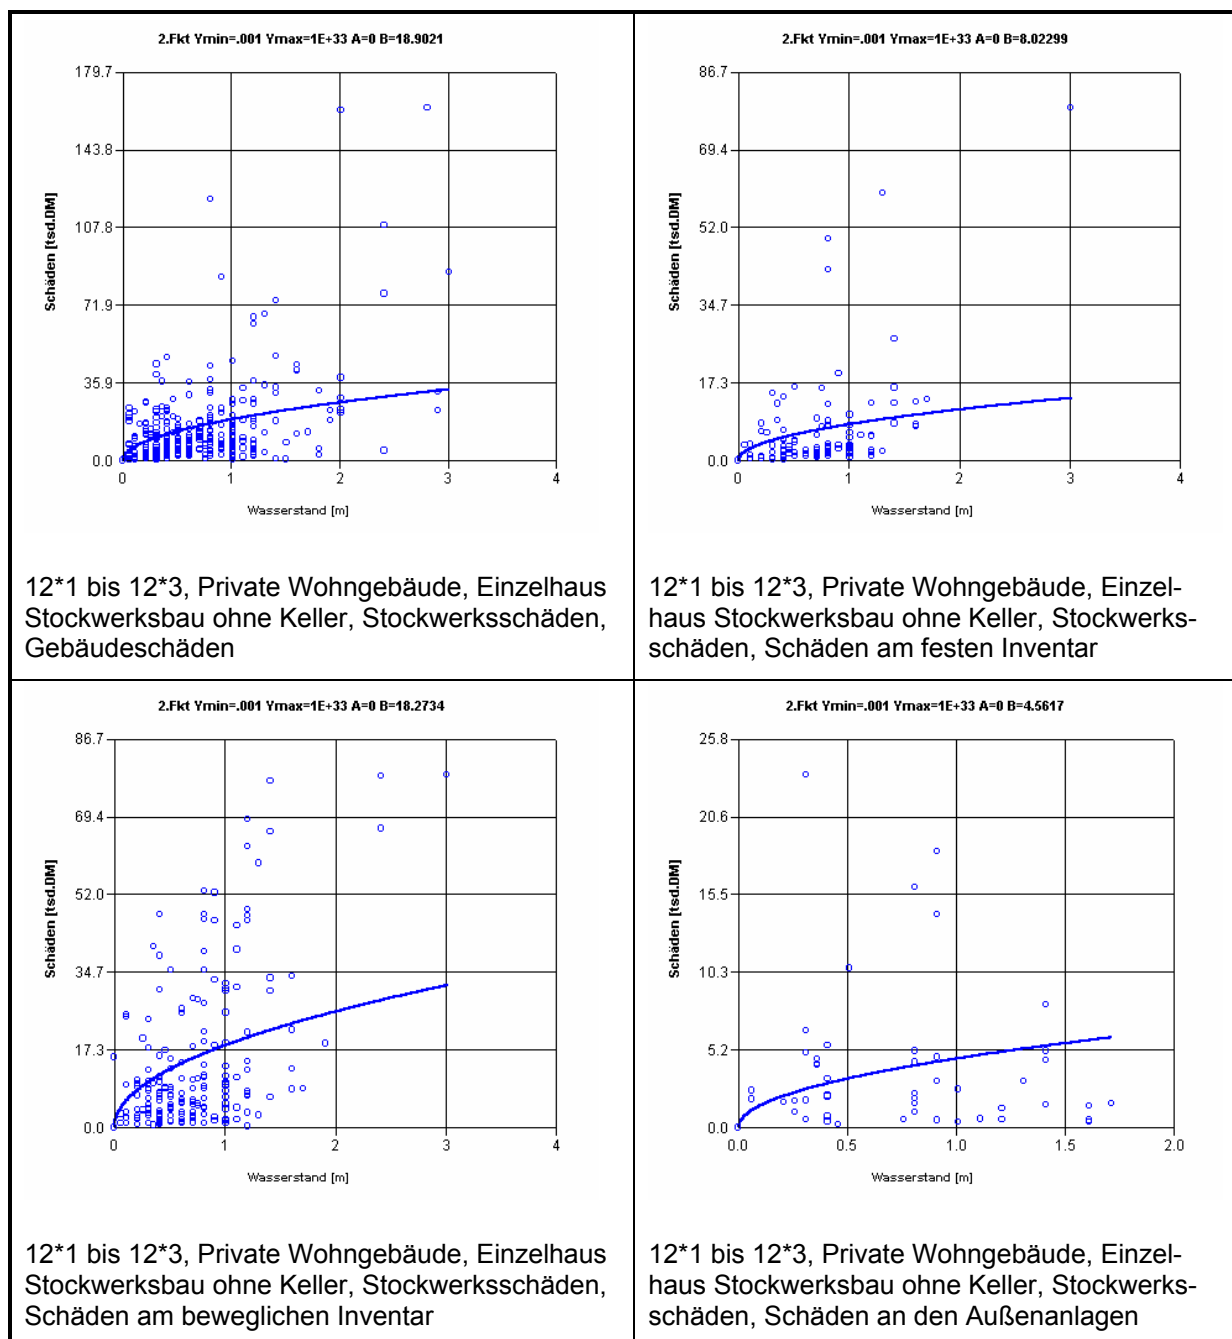 2.Fkt Ymin=.001 Ymax=1E+33 A=0 B=18.9021
179.7
143.8
107.8
71.9
35.9
0.0
Schäden [tsd.DM]
0 1 2 3 4
Wasserstand [m]
12*1 bis 12*3, Private Wohngebäude, Einzelhaus
Stockwerksbau ohne Keller, Stockwerksschäden,
Gebäudeschäden
2.Fkt Ymin=.001 Ymax=1E+33 A=0 B=8.02299
86.7
69.4
52.0
34.7
17.3
0.0
Schäden [tsd.DM]
0 1 2 3 4
Wasserstand [m]
12*1 bis 12*3, Private Wohngebäude, Einzel-
haus Stockwerksbau ohne Keller, Stockwerks-
schäden, Schäden am festen Inventar
2.Fkt Ymin=.001 Ymax=1E+33 A=0 B=18.2734
86.7
69.4
52.0
34.7
17.3
0.0
Schäden [tsd.DM]
0 1 2 3 4
Wasserstand [m]
12*1 bis 12*3, Private Wohngebäude, Einzelhaus
Stockwerksbau ohne Keller, Stockwerksschäden,
Schäden am beweglichen Inventar
2.Fkt Ymin=.001 Ymax=1E+33 A=0 B=4.5617
25.8
20.6
15.5
10.3
5.2
0.0
Schäden [tsd.DM]
0.0 0.5 1.0 1.5 2.0
Wasserstand [m]
12*1 bis 12*3, Private Wohngebäude, Einzel-
haus Stockwerksbau ohne Keller, Stockwerks-
schäden, Schäden an den Außenanlagen